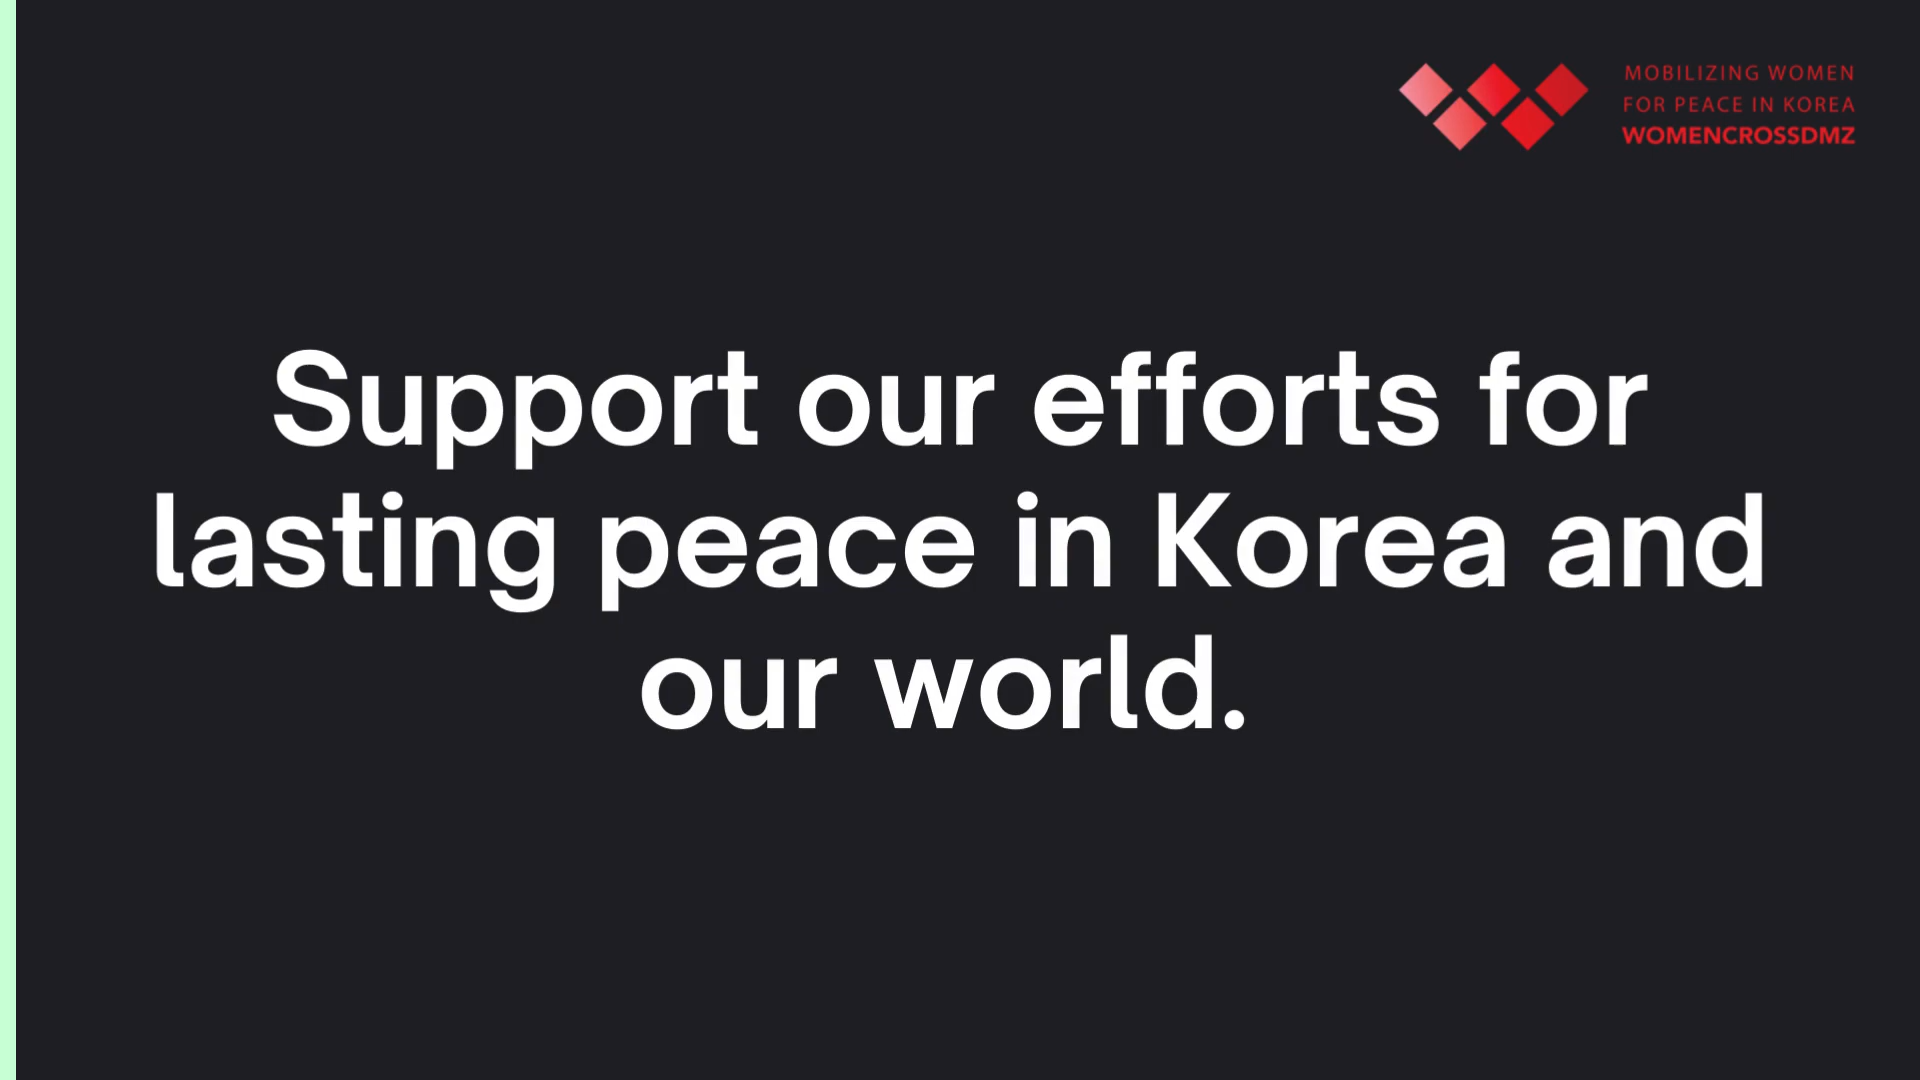 MOBILIZING WOMEN
FOR PEACE IN KOREA
WOMENCROSSDMZ
Support our efforts for
lasting peace in Korea and
our world.